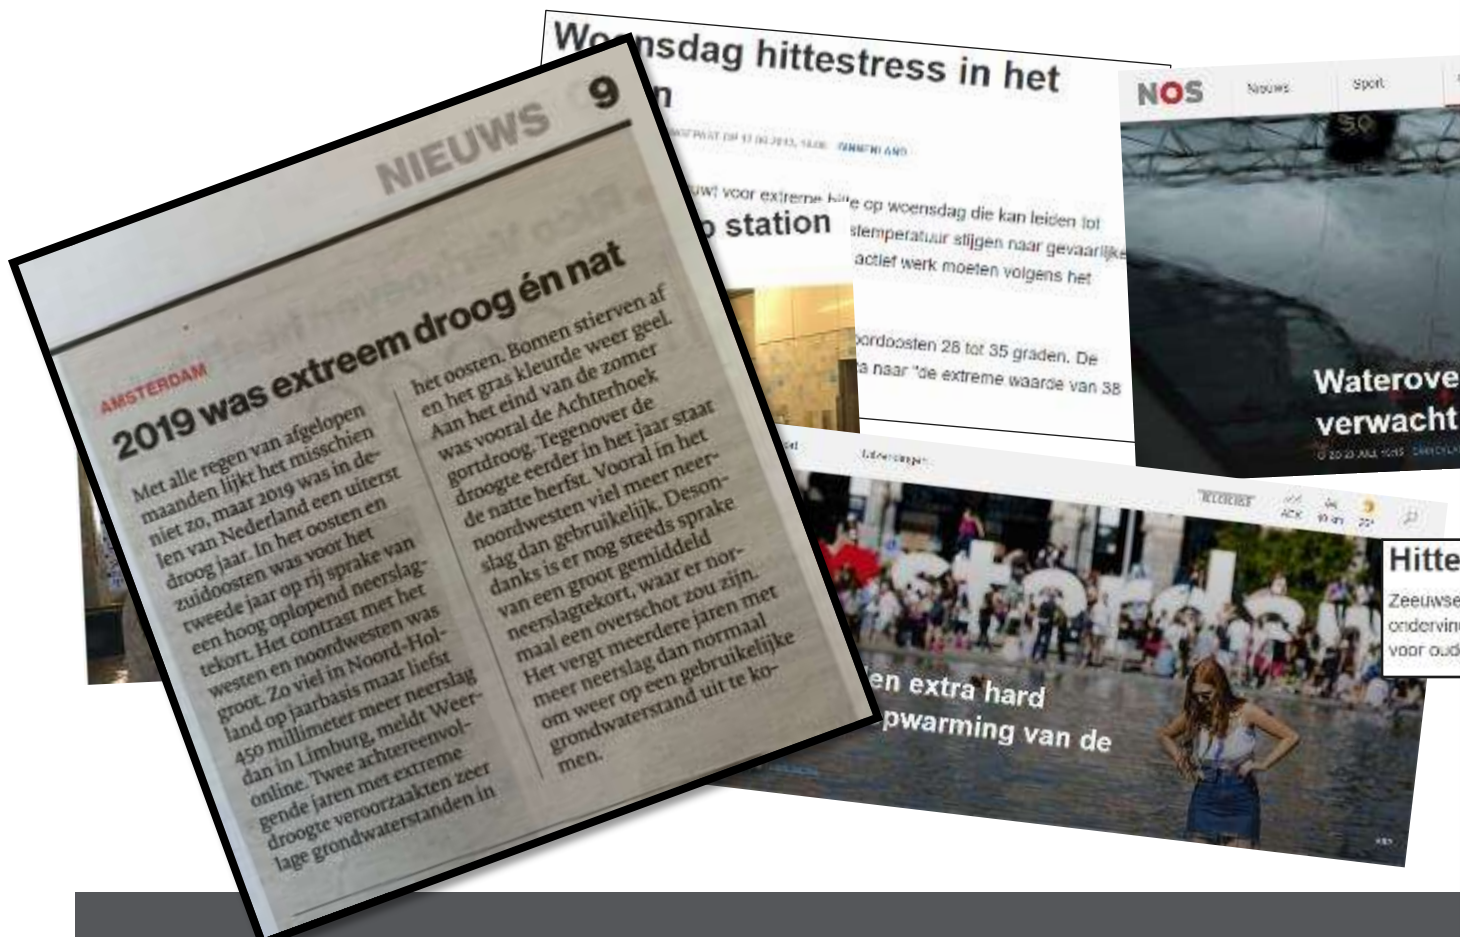 NIEUWS 9
AMSTERDAM
2019 was extreem droog én nat
Met alle regen van afgelopen
maanden lijkt het misschien
niet zo, maar 2019 was in de-
len van Nederland een uiterst
droog jaar. In het oosten en
zuidoosten was voor het
tweede jaar op rij sprake van
een hoog oplopend neerslag-
tekort. Het contrast met het
westen en noordwesten was
groot. Zo viel in Noord-Hol-
land op jaarbasis maar liefst
450 millimeter meer neerslag
dan in Limburg, meldt Weer-
online. Twee achtereenvol-
gende jaren met extreme
droogte veroorzaakten zeer
lage grondwaterstanden in
het oosten. Bomen stierven af
en het gras kleurde weer geel.
Aan het eind van de zomer
was vooral de Achterhoek
gortdroog. Tegenover de
droogte eerder in het jaar staat
de natte herfst. Vooral in het
noordwesten viel meer neer-
slag dan gebruikelijk. Deson-
danks is er nog steeds sprake
van een groot gemiddeld
neerslagtekort, waar er nor-
maal een overschot zou zijn.
Het vergt meerdere jaren met
meer neerslag dan normaal
om weer op een gebruikelijke
grondwaterstand uit te ko-
men.
Woensdag hittestress in het
BINNENLAND
voor extreme hitte op woensdag die kan leiden tot
stijgen naar gevaarlijke
actief werk moeten volgens het
28 tot 35 graden. De
naar "de extreme waarde van 38
station
NOS Nieuws Sport
Waterove
verwacht
Uitzendingen
en extra hard
pwarming van de
Hitte
Zeeuwse
ondervin
voor oud